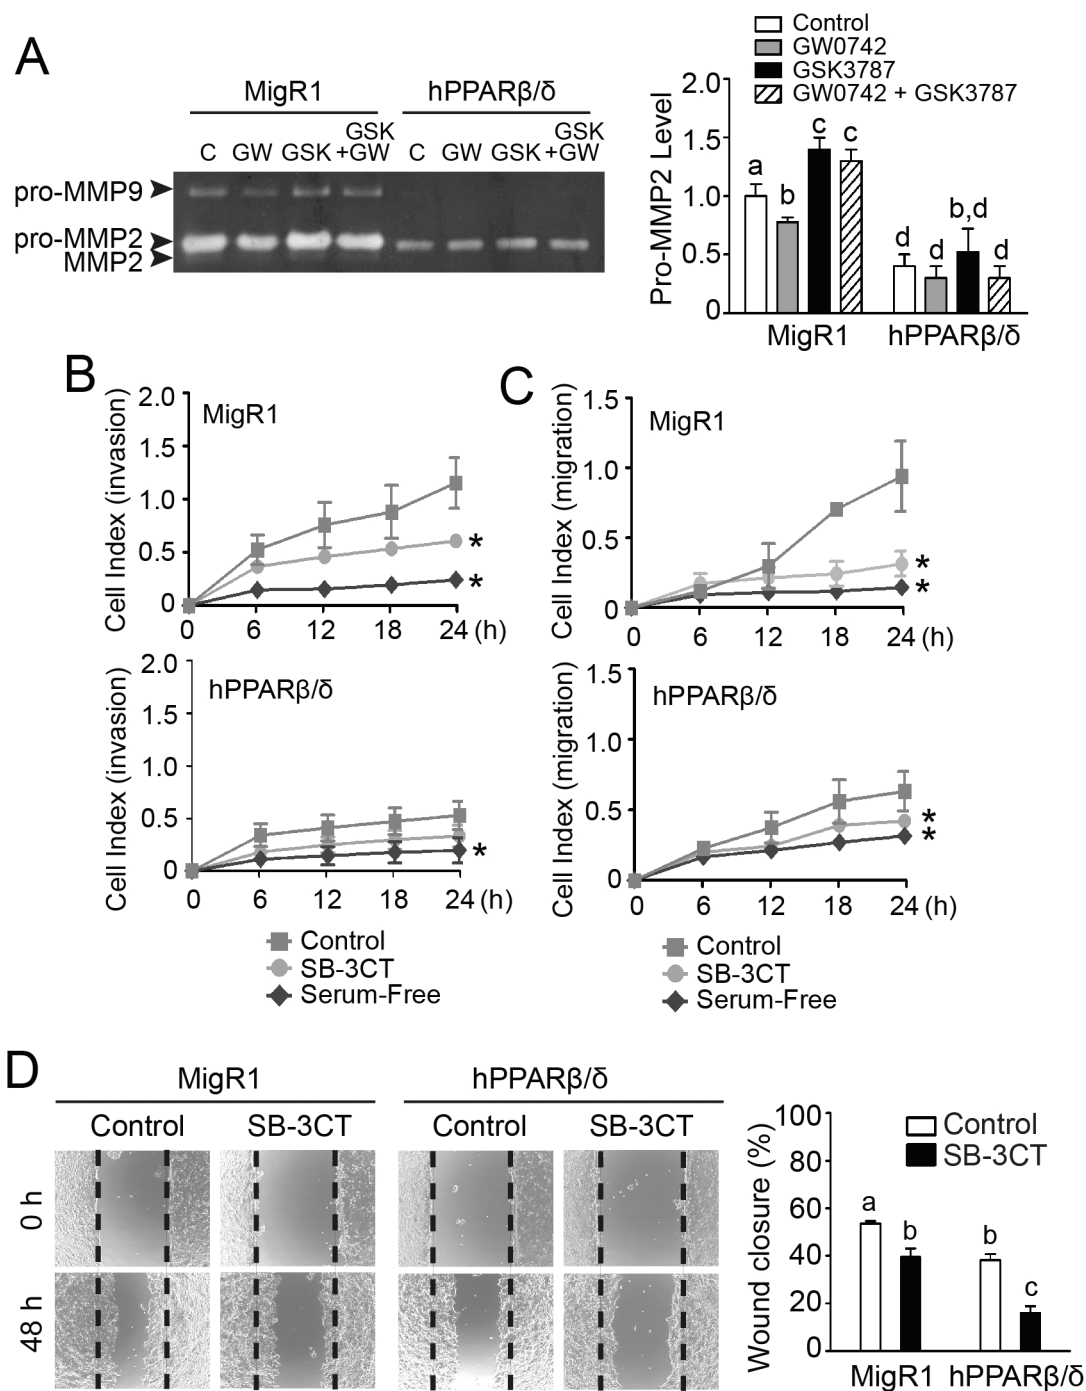 A
MigR1
hPPARβ/δ
C GW GSK GSK +GW C GW GSK GSK +GW
pro-MMP9
pro-MMP2
MMP2
Control
GW0742
GSK3787
GW0742 + GSK3787
Pro-MMP2 Level
2.0
1.5
1.0
0.5
0
a b c c d d b,d d
MigR1 hPPARβ/δ
B
Cell Index (invasion)
MigR1
2.0
1.5
1.0
0.5
0
* *
0 6 12 18 24 (h)
Cell Index (invasion)
hPPARβ/δ
2.0
1.5
1.0
0.5
0
*
0 6 12 18 24 (h)
Control
SB-3CT
Serum-Free
C
Cell Index (migration)
MigR1
1.5
1.0
0.5
0
* *
0 6 12 18 24 (h)
Cell Index (migration)
hPPARβ/δ
1.5
1.0
0.5
0
* *
0 6 12 18 24 (h)
Control
SB-3CT
Serum-Free
D
MigR1 hPPARβ/δ
Control SB-3CT Control SB-3CT
0 h
48 h
Wound closure (%)
100
80
60
40
20
0
Control
SB-3CT
a b b c
MigR1 hPPARβ/δ